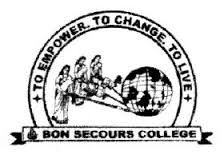 + TO EMPOWER. TO CHANGE. TO LIVE +
BON SECOURS COLLEGE